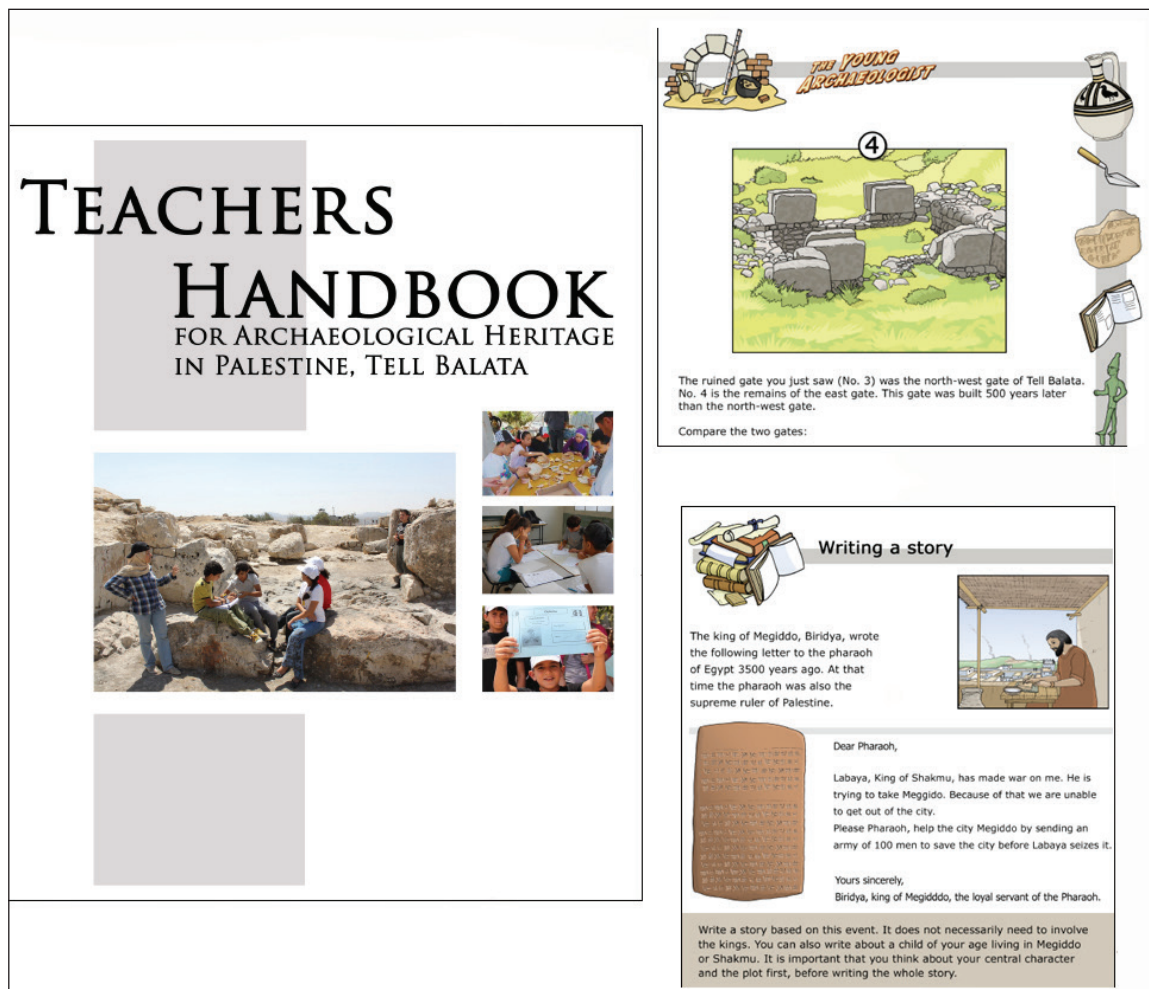 TEACHERS
HANDBOOK
FOR ARCHAEOLOGICAL HERITAGE
IN PALESTINE, TELL BALATA
THE YOUNG
ARCHAEOLOGIST
4
The ruined gate you just saw (No. 3) was the north-west gate of Tell Balata.
No. 4 is the remains of the east gate. This gate was built 500 years later
than the north-west gate.
Compare the two gates:
Writing a story
The king of Megiddo, Biridya, wrote
the following letter to the pharaoh
of Egypt 3500 years ago. At that
time the pharaoh was also the
supreme ruler of Palestine.
Dear Pharaoh,
Labaya, King of Shakmu, has made war on me. He is
trying to take Meggido. Because of that we are unable
to get out of the city.
Please Pharaoh, help the city Megiddo by sending an
army of 100 men to save the city before Labaya seizes it.
Yours sincerely,
Biridya, king of Megidddo, the loyal servant of the Pharaoh.
Write a story based on this event. It does not necessarily need to involve
the kings. You can also write about a child of your age living in Megiddo
or Shakmu. It is important that you think about your central character
and the plot first, before writing the whole story.